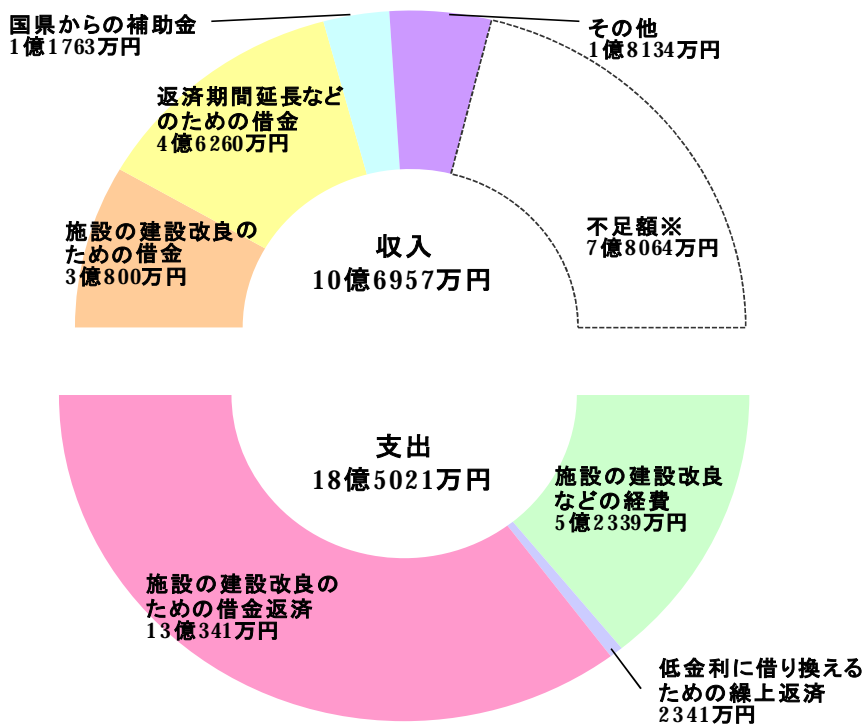 国県からの補助金
1億1763万円
その他
1億8134万円
返済期間延長など
のための借金
4億6260万円
施設の建設改良の
ための借金
3億800万円
不足額※
7億8064万円
収入
10億6957万円
支出
18億5021万円
施設の建設改良
などの経費
5億2339万円
施設の建設改良の
ための借金返済
13億341万円
低金利に借り換える
ための繰上返済
2341万円